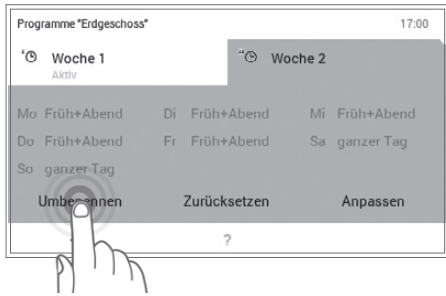 Programme "Erdgeschoss" 17:00
Woche 1 Woche 2
Aktiv
Mo Früh+Abend Di Früh+Abend Mi Früh+Abend
Do Früh+Abend Fr Früh+Abend Sa ganzer Tag
So ganzer Tag
Umbenennen Zurücksetzen Anpassen
?